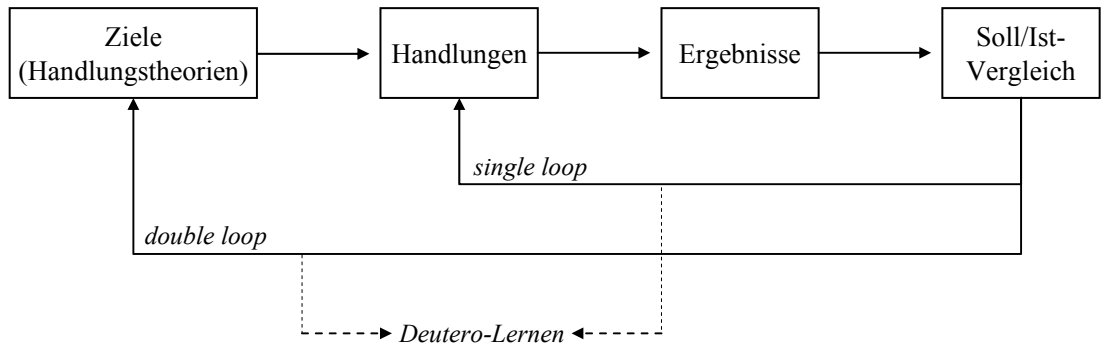 Ziele
(Handlungstheorien)
Handlungen
Ergebnisse
Soll/Ist-
Vergleich
single loop
double loop
Deutero-Lernen